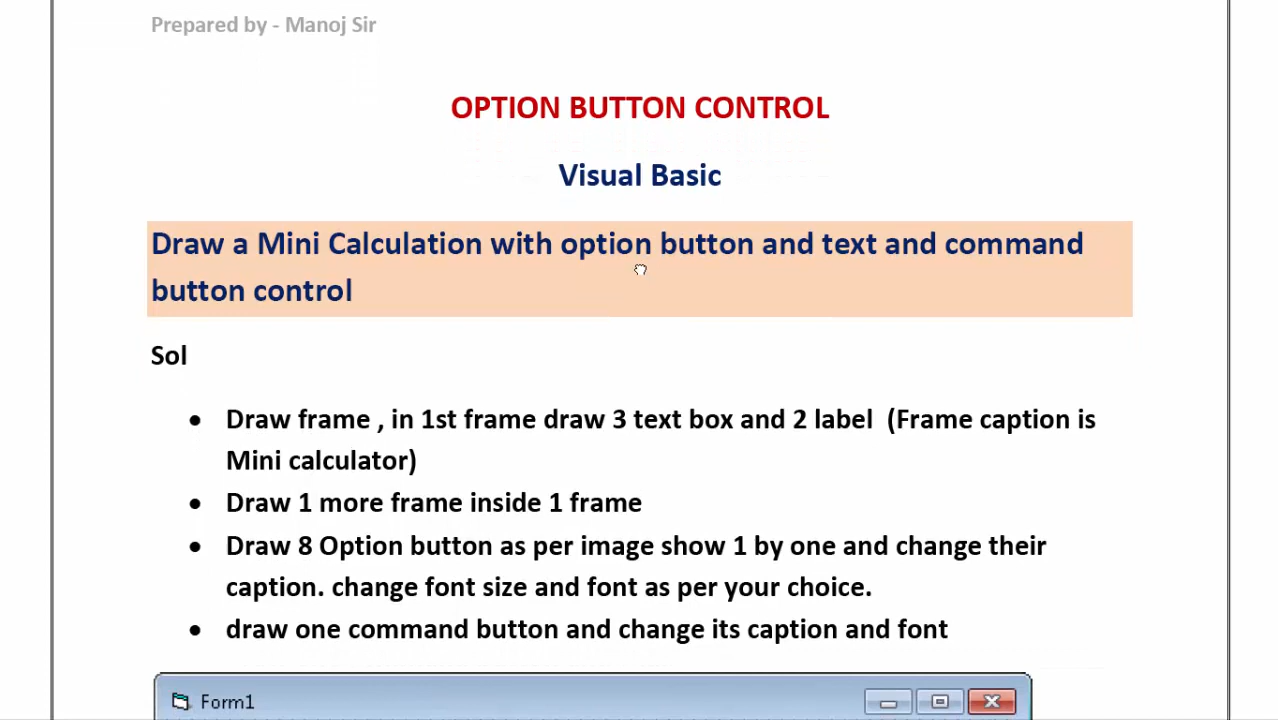 Prepared by - Manoj Sir
OPTION BUTTON CONTROL
Visual Basic
Draw a Mini Calculation with option button and text and command
button control
Sol
• Draw frame , in 1st frame draw 3 text box and 2 label (Frame caption is
Mini calculator)
• Draw 1 more frame inside 1 frame
• Draw 8 Option button as per image show 1 by one and change their
caption. change font size and font as per your choice.
• draw one command button and change its caption and font
Form1